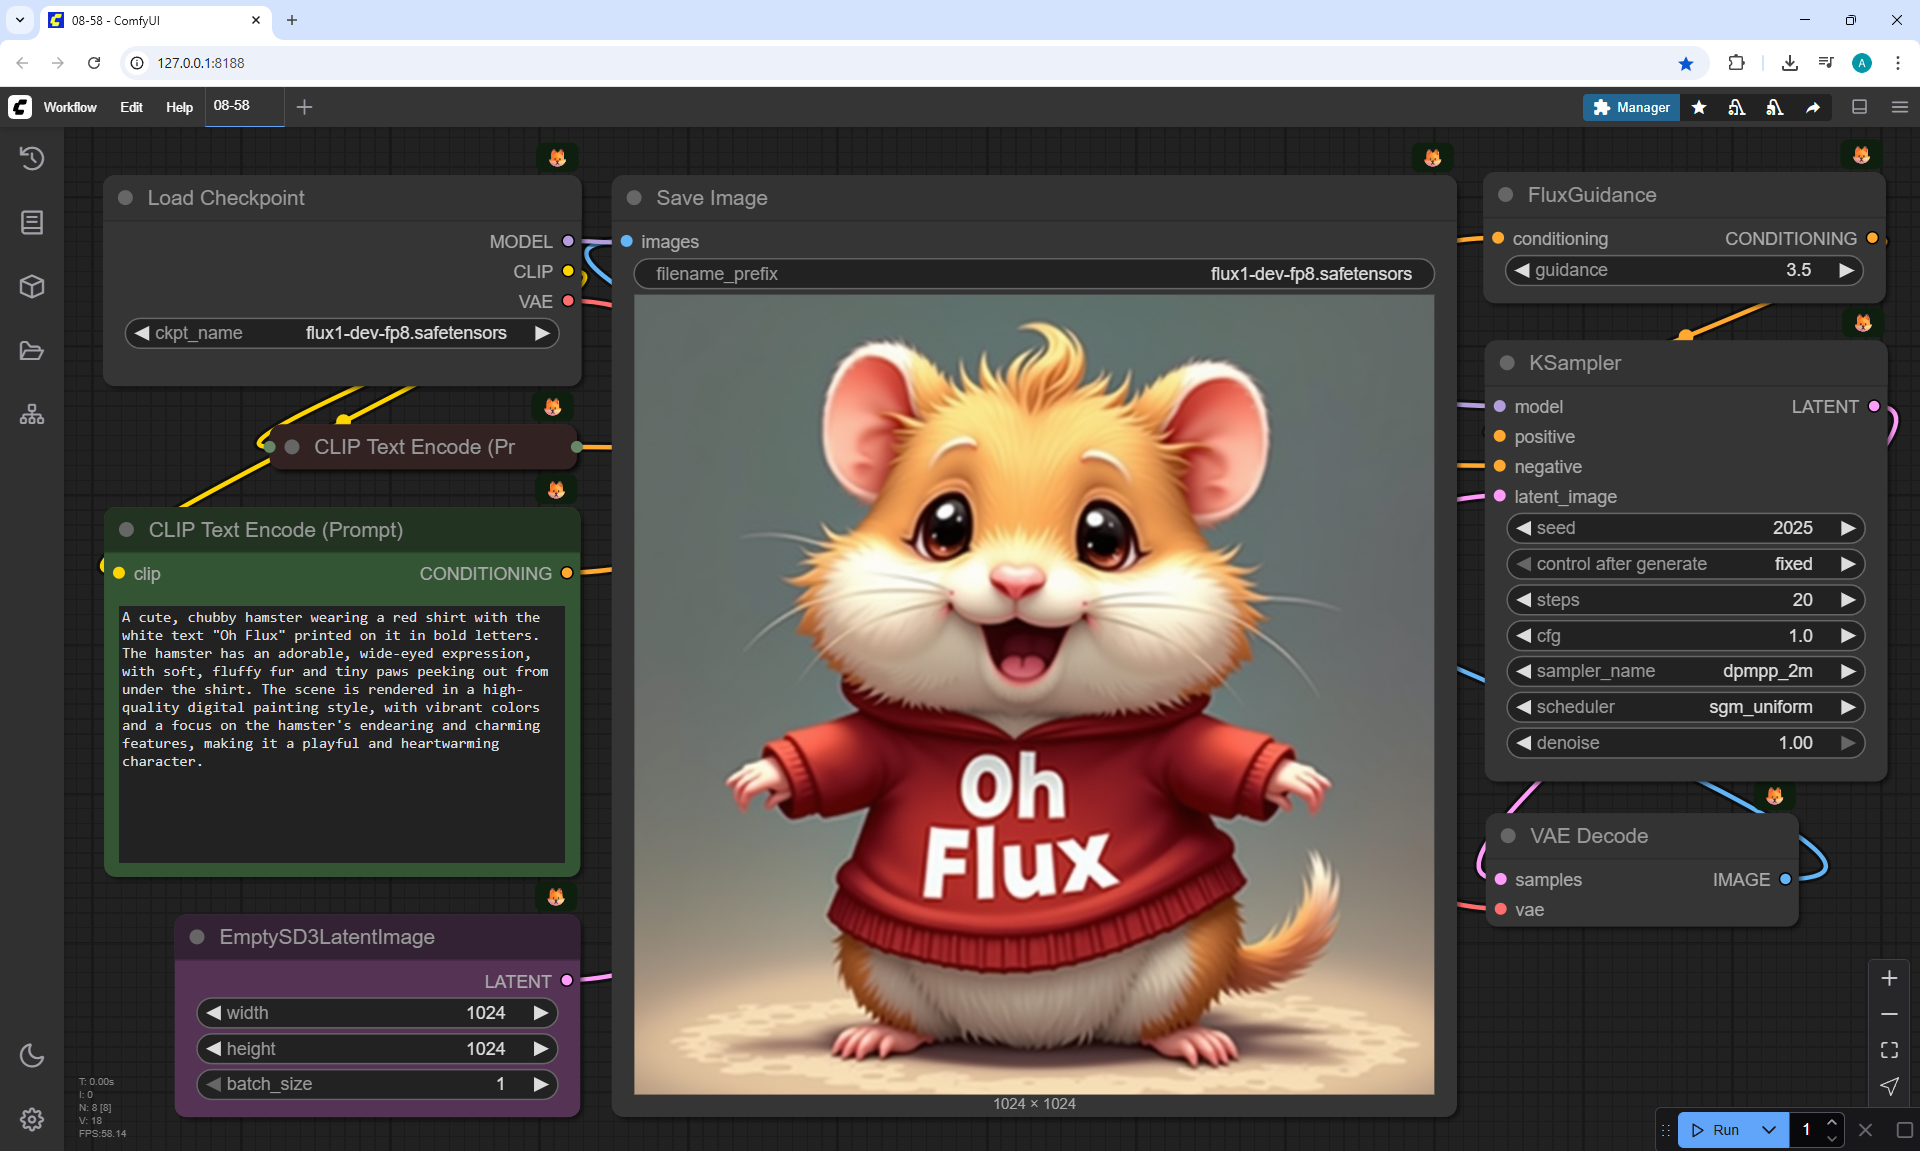 08-58 - ComfyUI
127.0.0.1:8188
Workflow Edit Help 08-58
Manager
Load Checkpoint
MODEL
CLIP
VAE
ckpt_name flux1-dev-fp8.safetensors
CLIP Text Encode (Pr
CLIP Text Encode (Prompt)
clip CONDITIONING
A cute, chubby hamster wearing a red shirt with the
white text "Oh Flux" printed on it in bold letters.
The hamster has an adorable, wide-eyed expression,
with soft, fluffy fur and tiny paws peeking out from
under the shirt. The scene is rendered in a high-
quality digital painting style, with vibrant colors
and a focus on the hamster's endearing and charming
features, making it a playful and heartwarming
character.
EmptySD3LatentImage
LATENT
width 1024
height 1024
batch_size 1
T: 0.00s
I: 0
N: 8 [8]
V: 18
FPS:58.14
Save Image
images
filename_prefix flux1-dev-fp8.safetensors
Oh
Flux
1024 × 1024
FluxGuidance
conditioning CONDITIONING
guidance 3.5
KSampler
model LATENT
positive
negative
latent_image
seed 2025
control after generate fixed
steps 20
cfg 1.0
sampler_name dpmpp_2m
scheduler sgm_uniform
denoise 1.00
VAE Decode
samples IMAGE
vae
Run 1
A